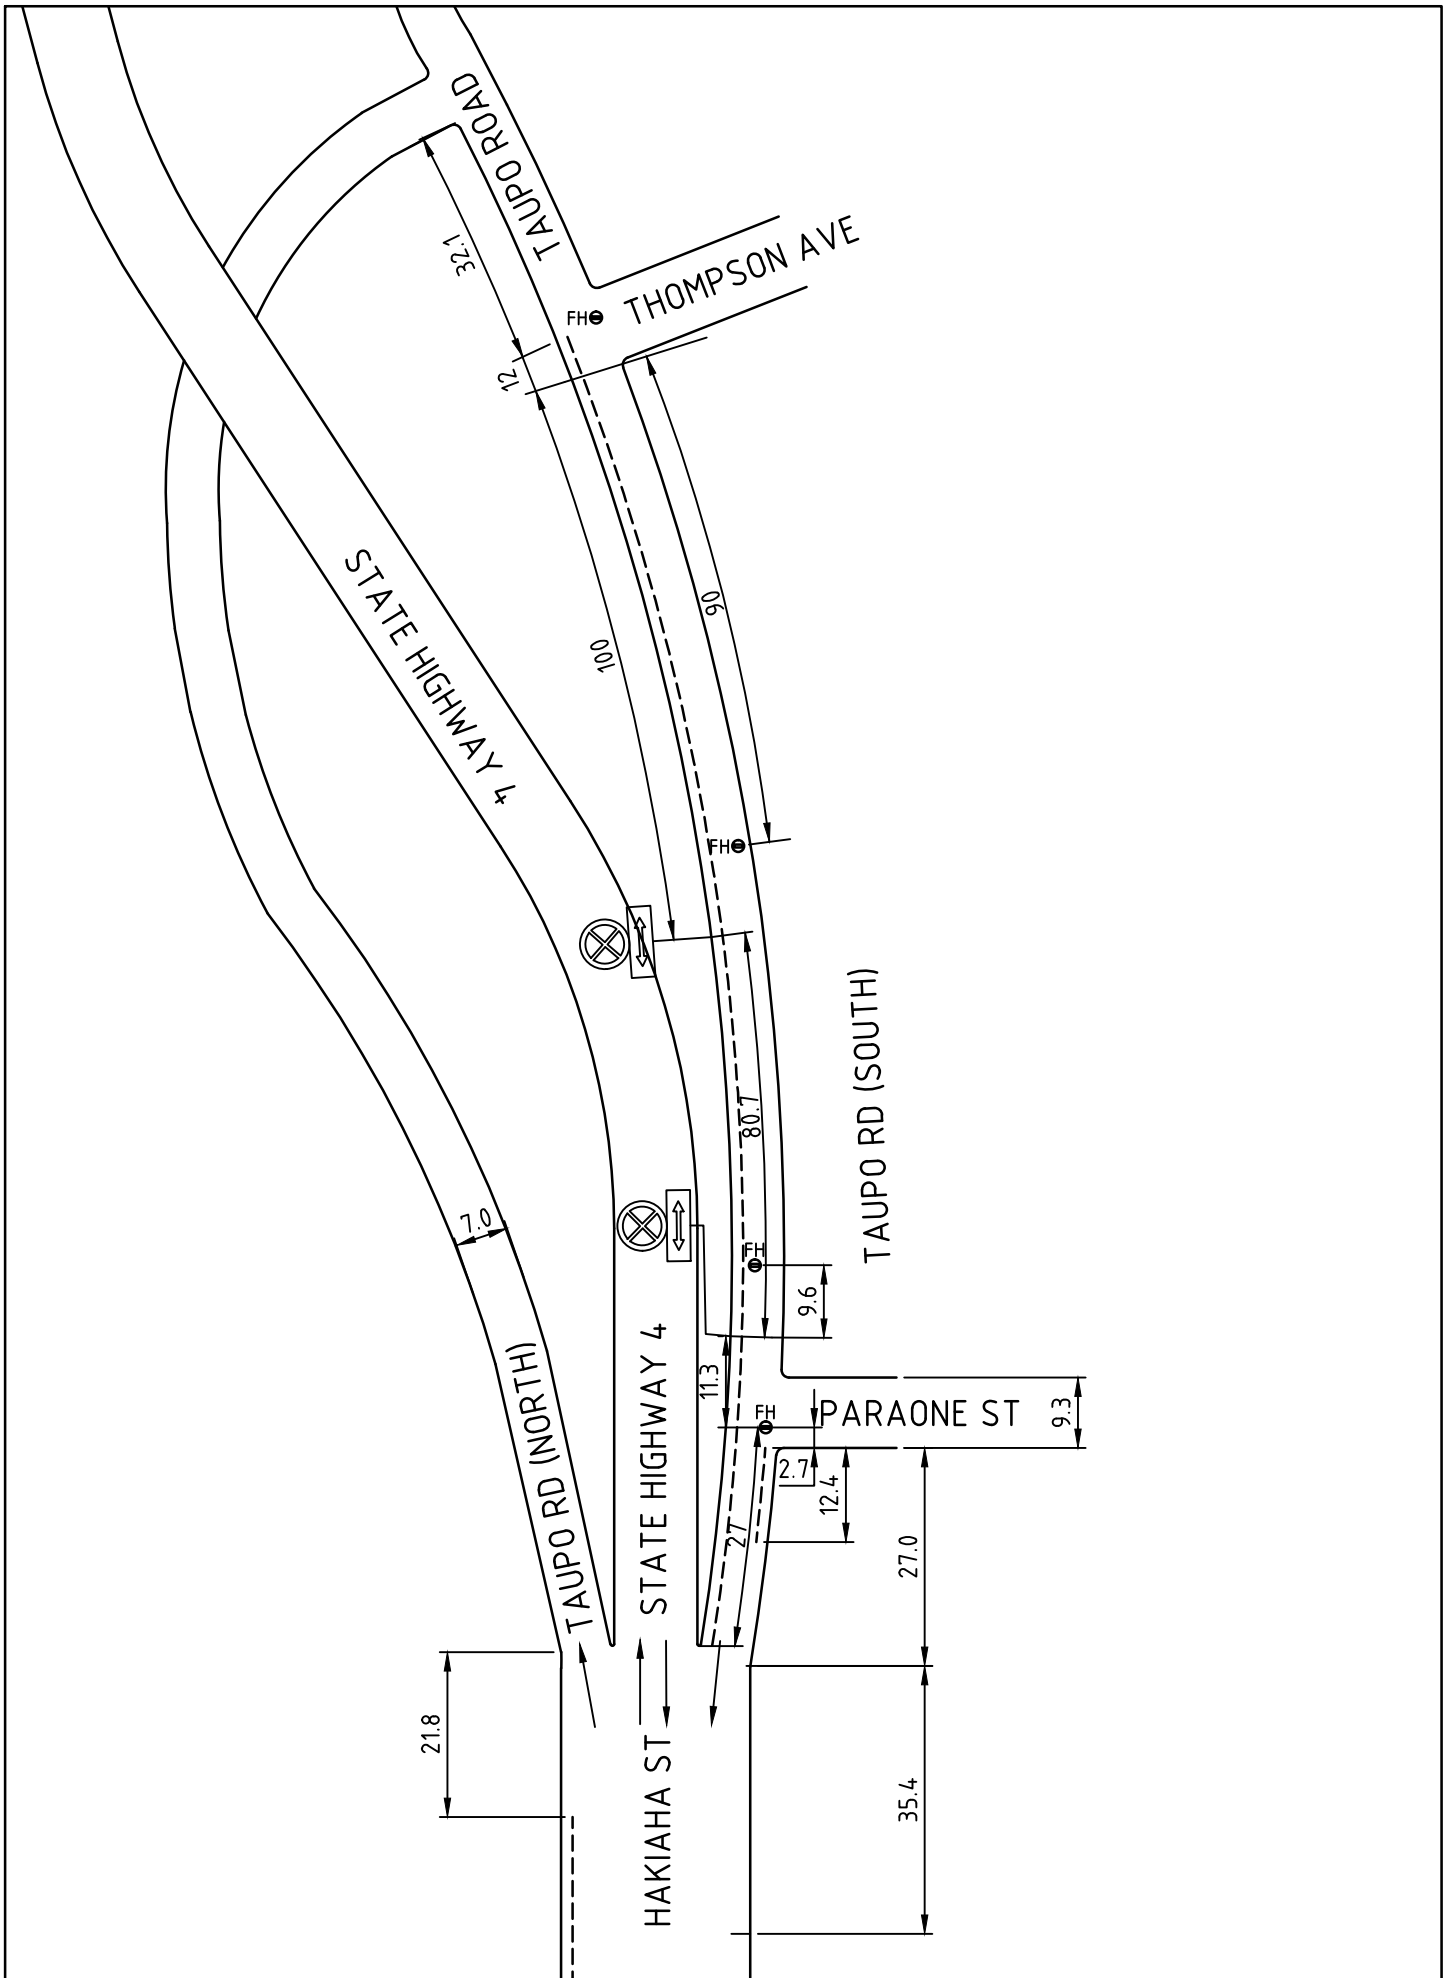 TAUPO ROAD
32.1
THOMPSON AVE
FH
12
STATE HIGHWAY 4
90
100
FH
TAUPO RD (SOUTH)
80.7
7.0
FH
9.6
STATE HIGHWAY 4
11.3
TAUPO RD (NORTH)
FH
PARAONE ST
9.3
2.7
12.4
27
27.0
21.8
HAKIAHA ST
35.4